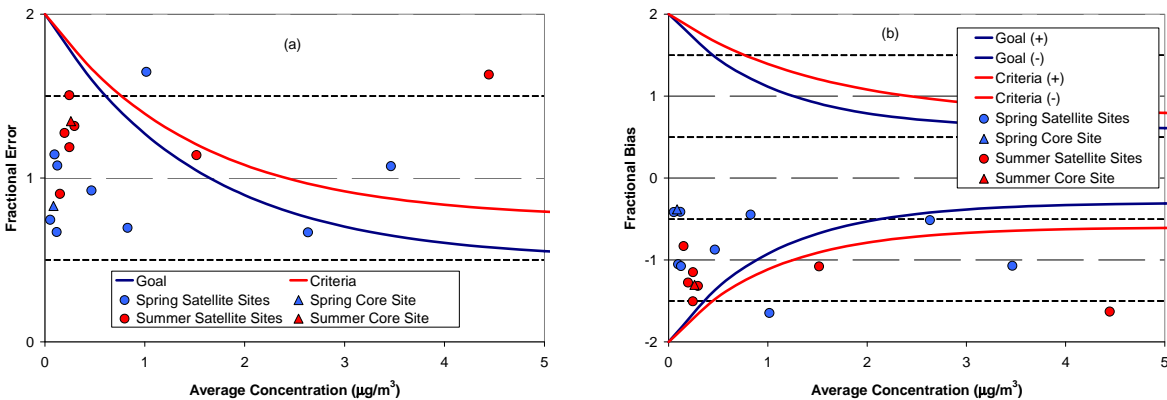 (a)
2
1
0
Fractional Error
Goal
Criteria
Spring Satellite Sites
Spring Core Site
Summer Satellite Sites
Summer Core Site
0 1 2 3 4 5
Average Concentration (µg/m³)
(b)
2
1
0
-1
-2
Fractional Bias
Goal (+)
Goal (-)
Criteria (+)
Criteria (-)
Spring Satellite Sites
Spring Core Site
Summer Satellite Sites
Summer Core Site
0 1 2 3 4 5
Average Concentration (µg/m³)